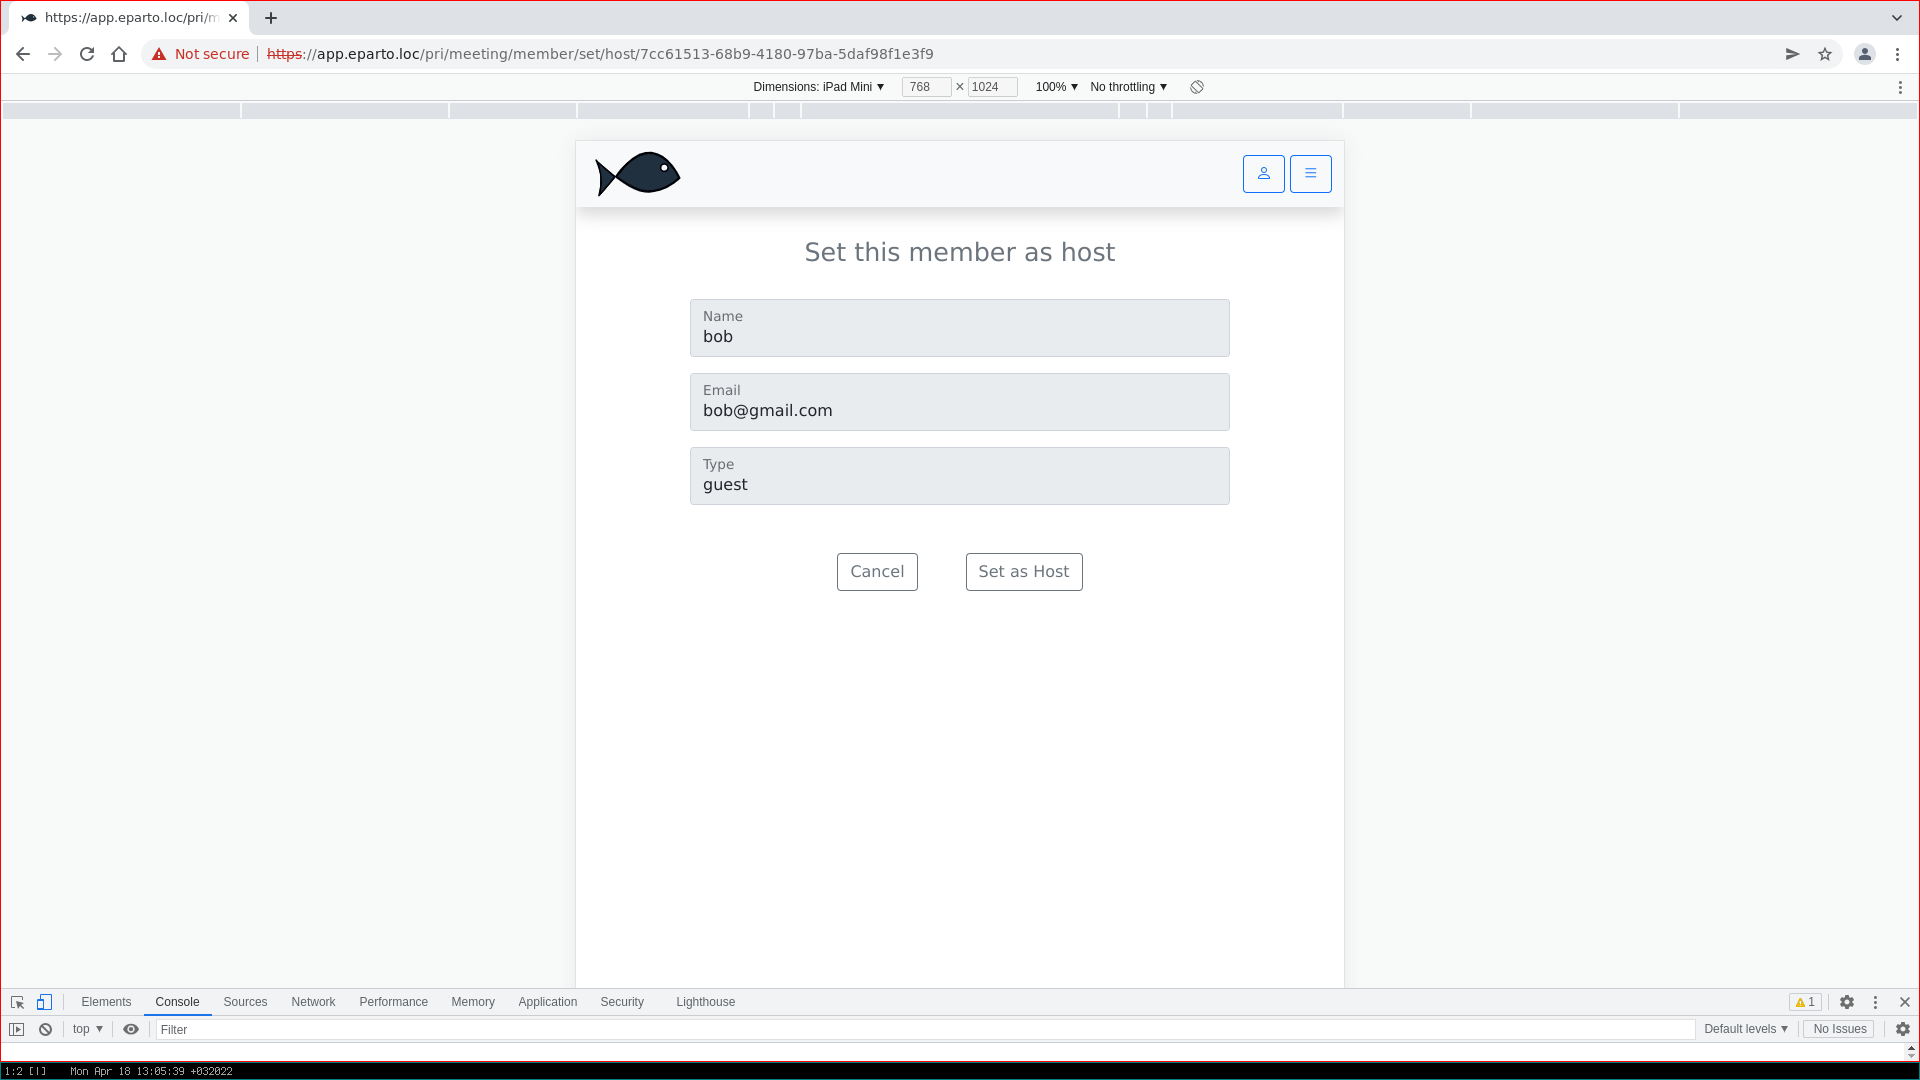 https://app.eparto.loc/pri/m
Not secure https://app.eparto.loc/pri/meeting/member/set/host/7cc61513-68b9-4180-97ba-5daf98f1e3f9
Dimensions: iPad Mini ▼ 768 × 1024 100% ▼ No throttling ▼
Set this member as host
Name
bob
Email
bob@gmail.com
Type
guest
Cancel Set as Host
Elements Console Sources Network Performance Memory Application Security Lighthouse 1
top ▼ Filter Default levels ▼ No Issues
1:2 [|] Mon Apr 18 13:05:39 +032022